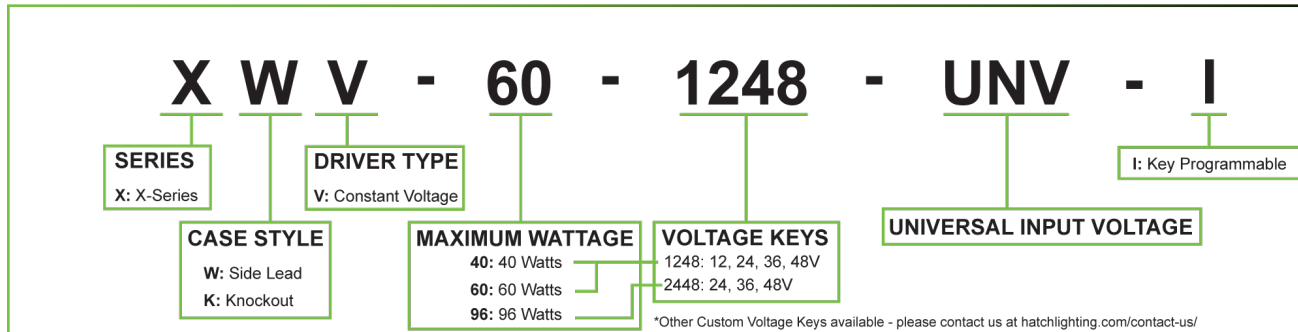 X W V - 60 - 1248 - UNV - I
SERIES
X: X-Series
DRIVER TYPE
V: Constant Voltage
I: Key Programmable
CASE STYLE
W: Side Lead
K: Knockout
MAXIMUM WATTAGE
40: 40 Watts
60: 60 Watts
96: 96 Watts
VOLTAGE KEYS
1248: 12, 24, 36, 48V
2448: 24, 36, 48V
UNIVERSAL INPUT VOLTAGE
*Other Custom Voltage Keys available - please contact us at hatchlighting.com/contact-us/